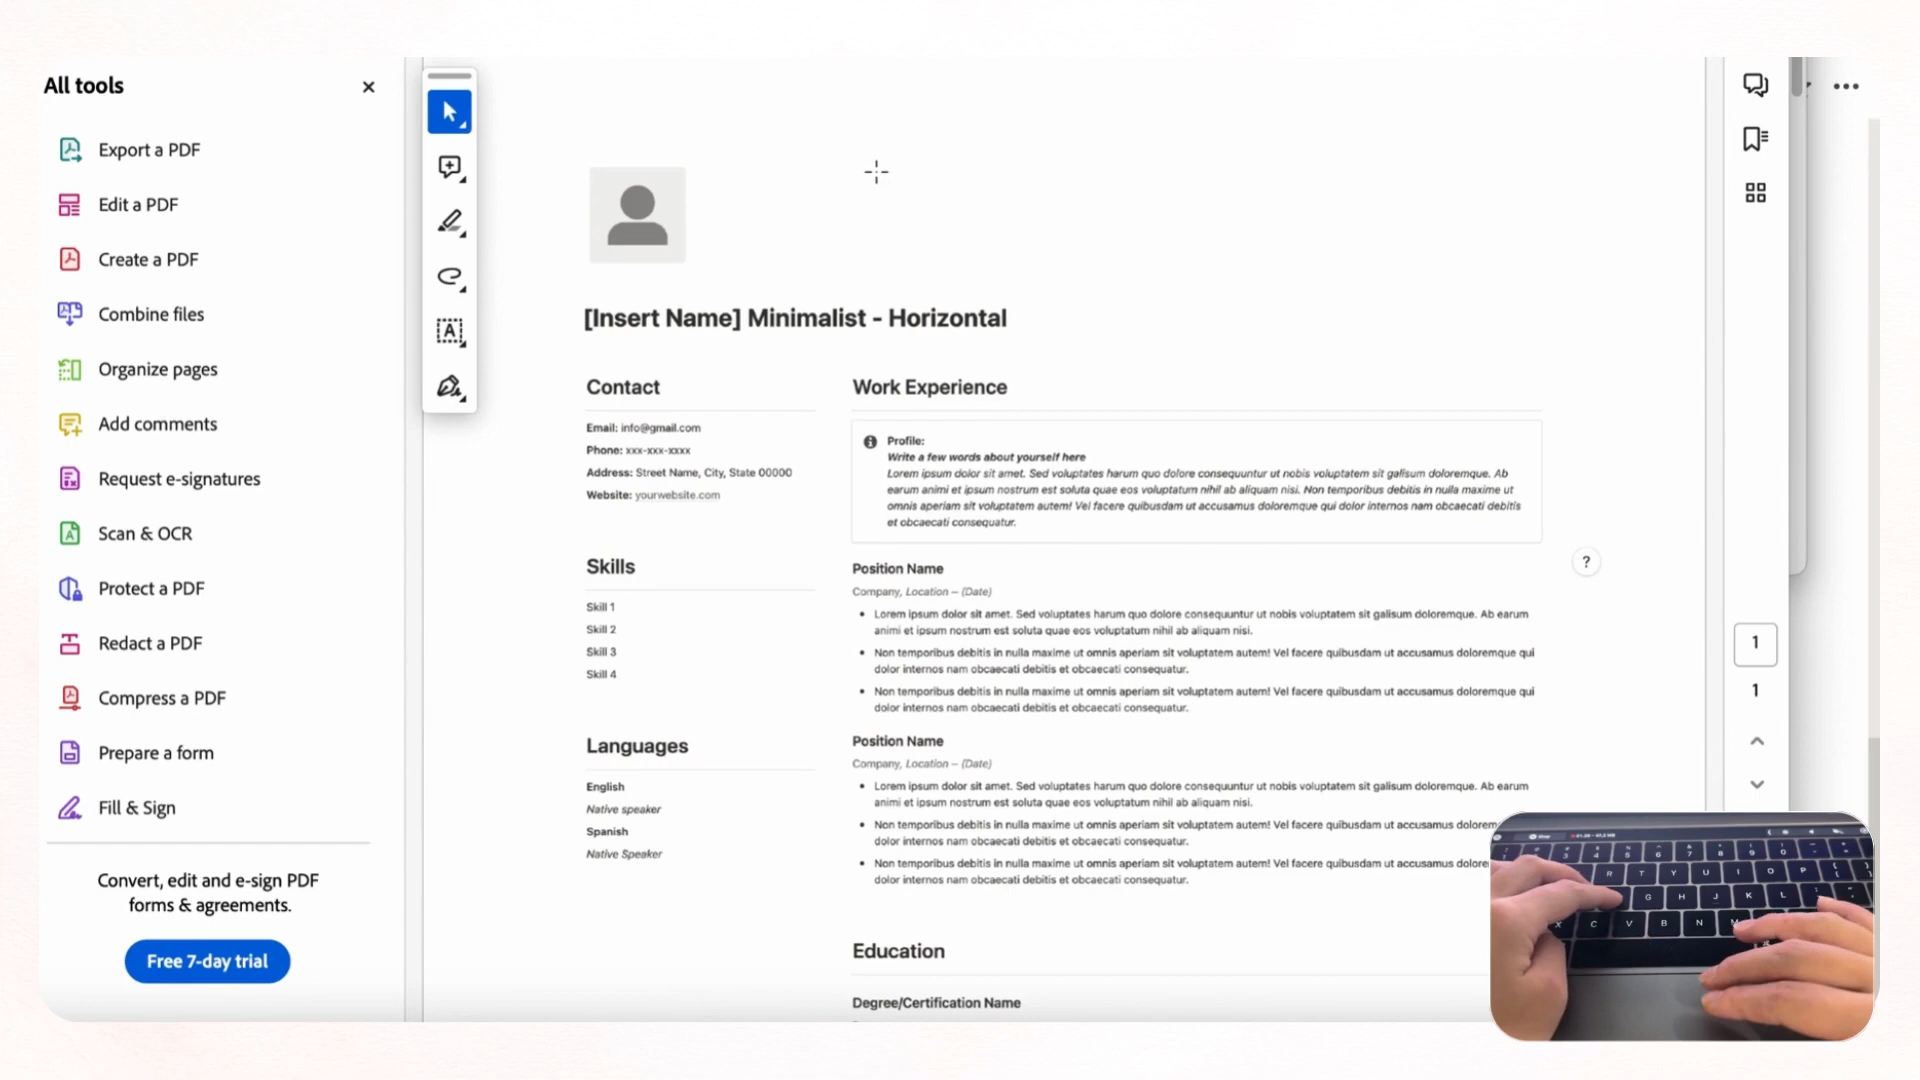 All tools
Export a PDF
Edit a PDF
Create a PDF
Combine files
Organize pages
Add comments
Request e-signatures
Scan & OCR
Protect a PDF
Redact a PDF
Compress a PDF
Prepare a form
Fill & Sign
Convert, edit and e-sign PDF
forms & agreements.
Free 7-day trial
[Insert Name] Minimalist - Horizontal
Contact
Email: info@gmail.com
Phone: xxx-xxx-xxxx
Address: Street Name, City, State 00000
Website: yourwebsite.com
Skills
Skill 1
Skill 2
Skill 3
Skill 4
Languages
English
Native speaker
Spanish
Native Speaker
Work Experience
Profile:
Write a few words about yourself here
Lorem ipsum dolor sit amet. Sed voluptates harum quo dolore consequuntur ut nobis voluptatem sit galisum doloremque. Ab
earum animi et ipsum nostrum est soluta quae eos voluptatum nihil ab aliquam nisi. Non temporibus debitis in nulla maxime ut
omnis aperiam sit voluptatem autem! Vel facere quibusdam ut accusamus doloremque qui dolor internos nam obcaecati debitis
et obcaecati consequatur.
Position Name
Company, Location – (Date)
• Lorem ipsum dolor sit amet. Sed voluptates harum quo dolore consequuntur ut nobis voluptatem sit galisum doloremque. Ab earum
animi et ipsum nostrum est soluta quae eos voluptatum nihil ab aliquam nisi.
• Non temporibus debitis in nulla maxime ut omnis aperiam sit voluptatem autem! Vel facere quibusdam ut accusamus doloremque qui
dolor internos nam obcaecati debitis et obcaecati consequatur.
• Non temporibus debitis in nulla maxime ut omnis aperiam sit voluptatem autem! Vel facere quibusdam ut accusamus doloremque qui
dolor internos nam obcaecati debitis et obcaecati consequatur.
Position Name
Company, Location – (Date)
• Lorem ipsum dolor sit amet. Sed voluptates harum quo dolore consequuntur ut nobis voluptatem sit galisum doloremque. Ab earum
animi et ipsum nostrum est soluta quae eos voluptatum nihil ab aliquam nisi.
• Non temporibus debitis in nulla maxime ut omnis aperiam sit voluptatem autem! Vel facere quibusdam ut accusamus dolorem
dolor internos nam obcaecati debitis et obcaecati consequatur.
• Non temporibus debitis in nulla maxime ut omnis aperiam sit voluptatem autem! Vel facere quibusdam ut accusamus dolore
dolor internos nam obcaecati debitis et obcaecati consequatur.
Education
Degree/Certification Name
?
1
1
3 4 5 6 7 8 9 0
R T Y U I O P
G H J K L
X C V B N M